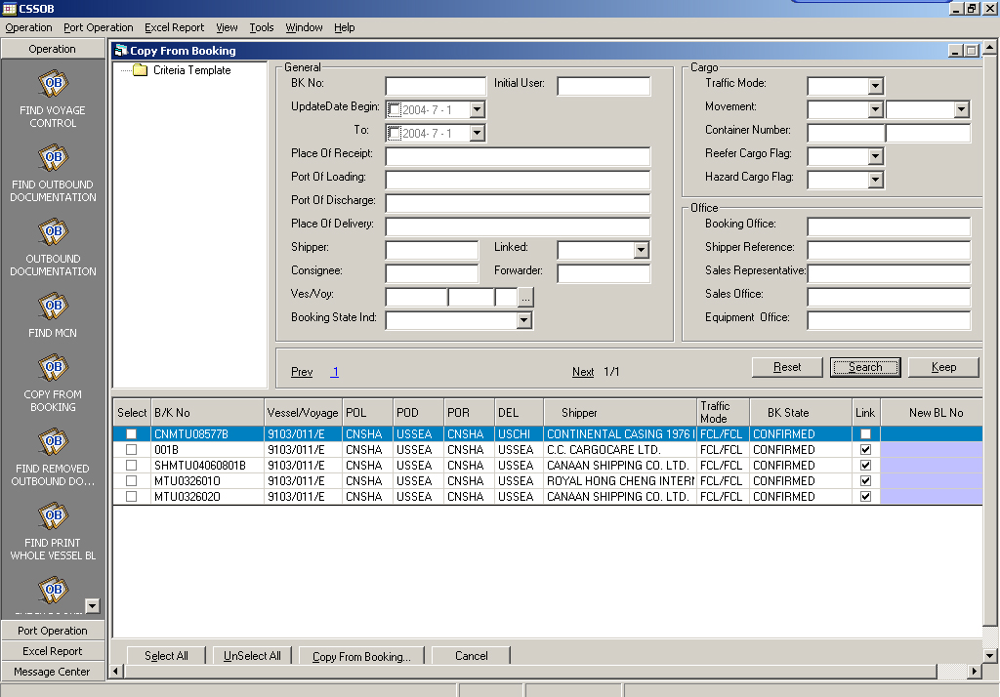 CSSOB
Operation Port Operation Excel Report View Tools Window Help
Operation
FIND VOYAGE
CONTROL
FIND OUTBOUND
DOCUMENTATION
OUTBOUND
DOCUMENTATION
FIND MCN
COPY FROM
BOOKING
FIND REMOVED
OUTBOUND DO...
FIND PRINT
WHOLE VESSEL BL
Port Operation
Excel Report
Message Center
Copy From Booking
Criteria Template
General
BK No: Initial User:
UpdateDate Begin: 2004- 7 - 1
To: 2004- 7 - 1
Place Of Receipt:
Port Of Loading:
Port Of Discharge:
Place Of Delivery:
Shipper: Linked:
Consignee: Forwarder:
Ves/Voy: ...
Booking State Ind:
Cargo
Traffic Mode:
Movement:
Container Number:
Reefer Cargo Flag:
Hazard Cargo Flag:
Office
Booking Office:
Shipper Reference:
Sales Representative:
Sales Office:
Equipment Office:
Prev 1 Next 1/1 Reset Search Keep
Select B/K No Vessel/Voyage POL POD POR DEL Shipper Traffic Mode BK State Link New BL No
CNMTU08577B 9103/011/E CNSHA USSEA CNSHA USCHI CONTINENTAL CASING 1976 I FCL/FCL CONFIRMED
001B 9103/011/E CNSHA USSEA CNSHA USSEA C.C. CARGOCARE LTD. FCL/FCL CONFIRMED
SHMTU04060801B 9103/011/E CNSHA USSEA CNSHA USSEA CANAAN SHIPPING CO. LTD. FCL/FCL CONFIRMED
MTU032601O 9103/011/E CNSHA USSEA CNSHA USSEA ROYAL HONG CHENG INTERN FCL/FCL CONFIRMED
MTU032602O 9103/011/E CNSHA USSEA CNSHA USSEA CANAAN SHIPPING CO. LTD. FCL/FCL CONFIRMED
Select All UnSelect All Copy From Booking... Cancel